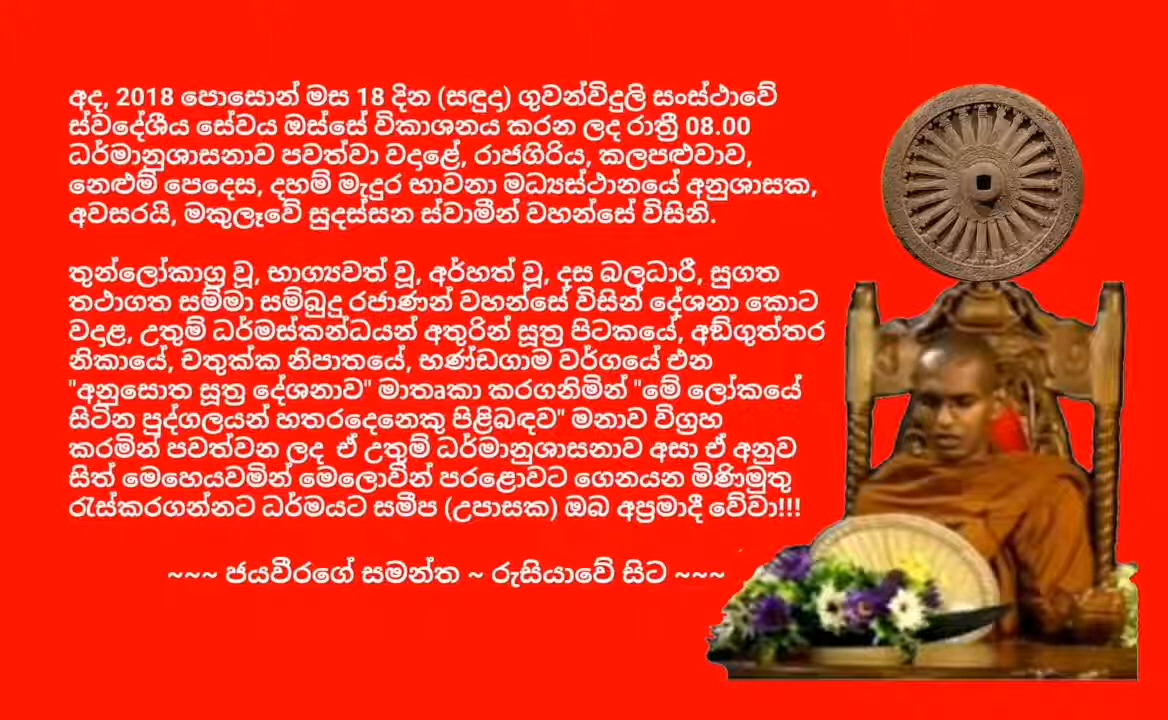 අද, 2018 පොසොන් මස 18 දින (සඳුදා) ගුවන්විදුලි සංස්ථාවේ
ස්වදේශීය සේවය ඔස්සේ විකාශනය කරන ලද රාත්‍රී 08.00
ධර්මානුශාසනාව පවත්වා වදාළේ, රාජගිරිය, කලපළුවාව,
නෙළුම් පෙදෙස, දහම් මැදුර භාවනා මධ්‍යස්ථානයේ අනුශාසක,
අවසරයි, මකුලෑවේ සුදස්සන ස්වාමීන් වහන්සේ විසිනි.
තුන්ලෝකාග්‍ර වූ, භාග්‍යවත් වූ, අර්හත් වූ, දස බලධාරී, සුගත
තථාගත සම්මා සම්බුදු රජාණන් වහන්සේ විසින් දේශනා කොට
වදාළ, උතුම් ධර්මස්කන්ධයන් අතුරින් සූත්‍ර පිටකයේ, අඞ්ගුත්තර
නිකායේ, චතුක්ක නිපාතයේ, භණ්ඩගාම වර්ගයේ එන
"අනුසොත සූත්‍ර දේශනාව" මාතෘකා කරගනිමින් "මේ ලෝකයේ
සිටින පුද්ගලයන් හතරදෙනෙකු පිළිබඳව" මනාව විග්‍රහ
කරමින් පවත්වන ලද ඒ උතුම් ධර්මානුශාසනාව අසා ඒ අනුව
සිත් මෙහෙයවමින් මෙලොවින් පරළොවට ගෙනයන මිණිමුතු
රැස්කරගන්නට ධර්මයට සමීප (උපාසක) ඔබ අප්‍රමාදී වේවා!!!
~~~ ජයවීරගේ සමන්ත ~ රුසියාවේ සිට ~~~